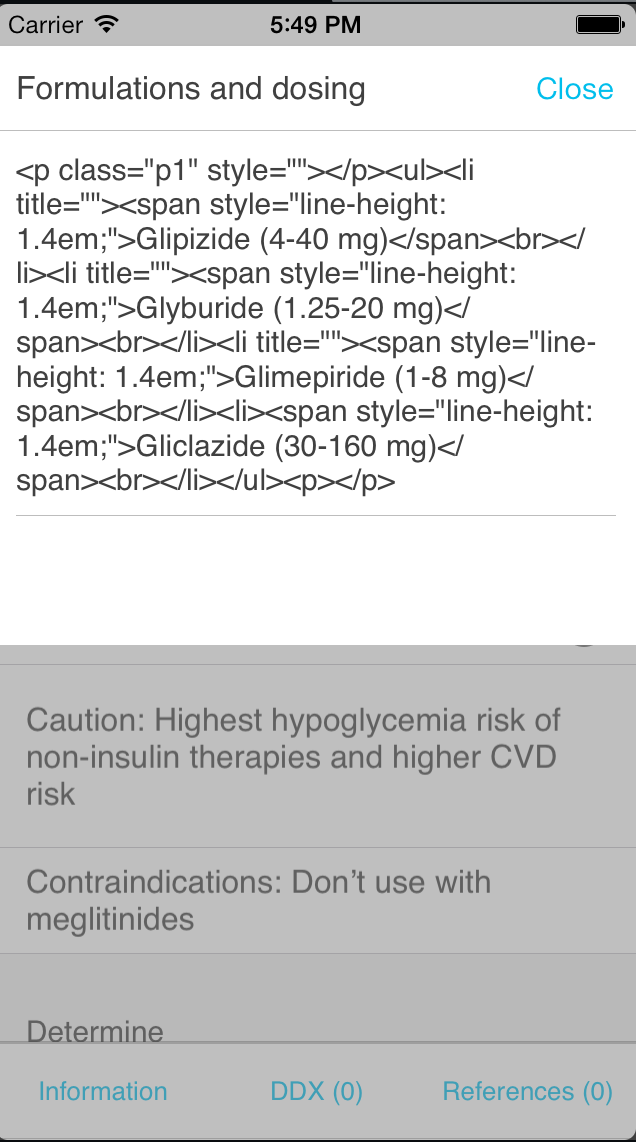 Carrier 5:49 PM
Formulations and dosing Close
<p class="p1" style=""></p><ul><li
title=""><span style="line-height:
1.4em;">Glipizide (4-40 mg)</span><br></
li><li title=""><span style="line-height:
1.4em;">Glyburide (1.25-20 mg)</
span><br></li><li title=""><span style="line-
height: 1.4em;">Glimepiride (1-8 mg)</
span><br></li><li><span style="line-height:
1.4em;">Gliclazide (30-160 mg)</
span><br></li></ul><p></p>
Caution: Highest hypoglycemia risk of
non-insulin therapies and higher CVD
risk
Contraindications: Don’t use with
meglitinides
Determine
Information DDX (0) References (0)